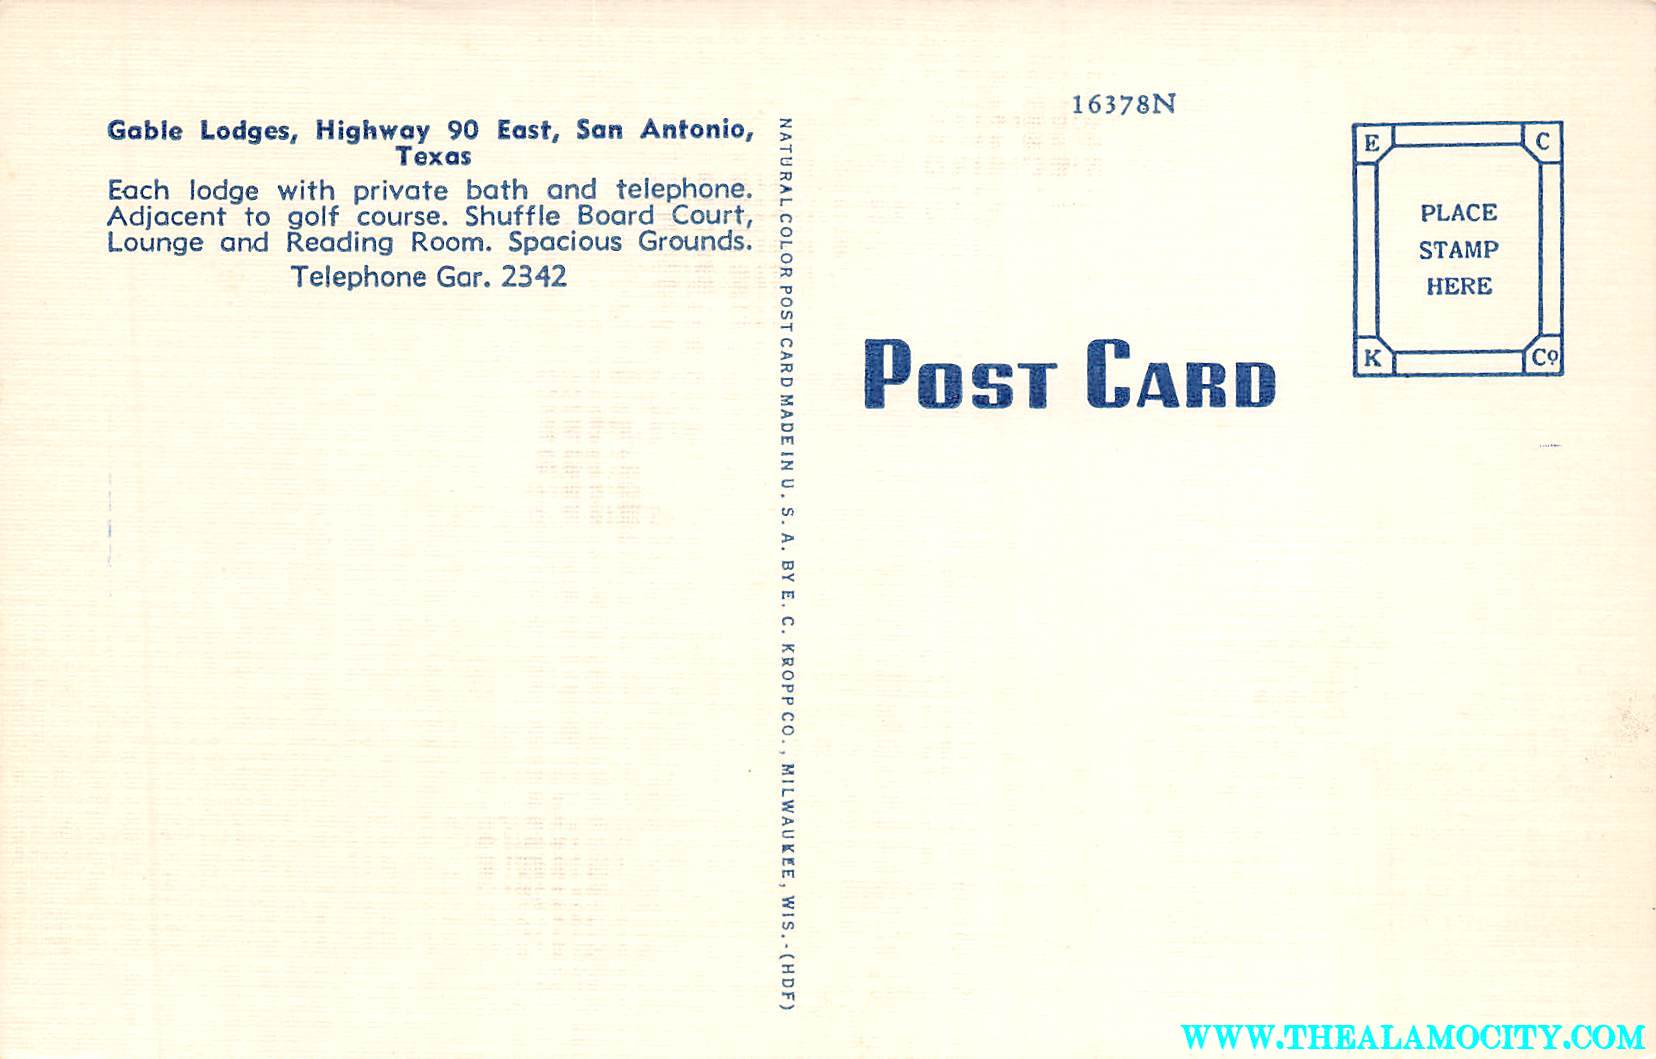 Gable Lodges, Highway 90 East, San Antonio,
Texas
Each lodge with private bath and telephone.
Adjacent to golf course. Shuffle Board Court,
Lounge and Reading Room. Spacious Grounds.
Telephone Gar. 2342
NATURAL COLOR POST CARD MADE IN U. S. A. BY E. C. KROPP CO., MILWAUKEE, WIS.-(HDF)
16378N
POST CARD
E C
PLACE
STAMP
HERE
K Co.
WWW.THEALAMOCITY.COM